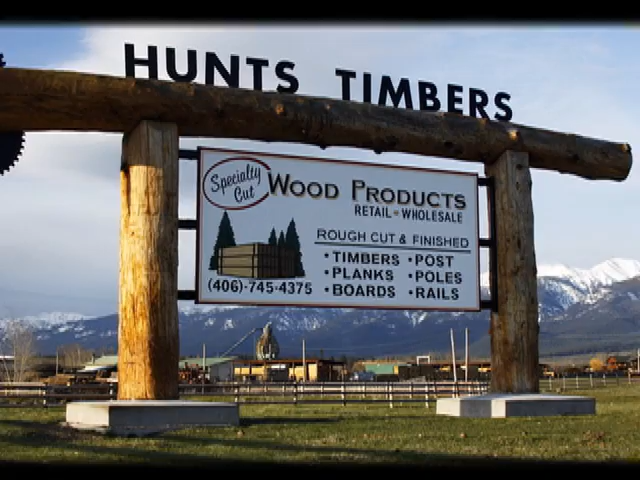 HUNTS TIMBERS
Specialty
Cut
WOOD PRODUCTS
RETAIL - WHOLESALE
ROUGH CUT & FINISHED
• TIMBERS • POST
• PLANKS • POLES
• BOARDS • RAILS
(406)-745-4375